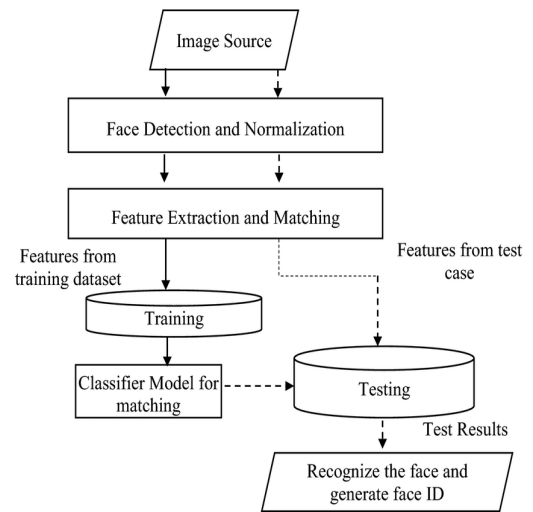 Image Source
Face Detection and Normalization
Feature Extraction and Matching
Features from
training dataset
Features from test
case
Training
Classifier Model for
matching
Testing
Test Results
Recognize the face and
generate face ID